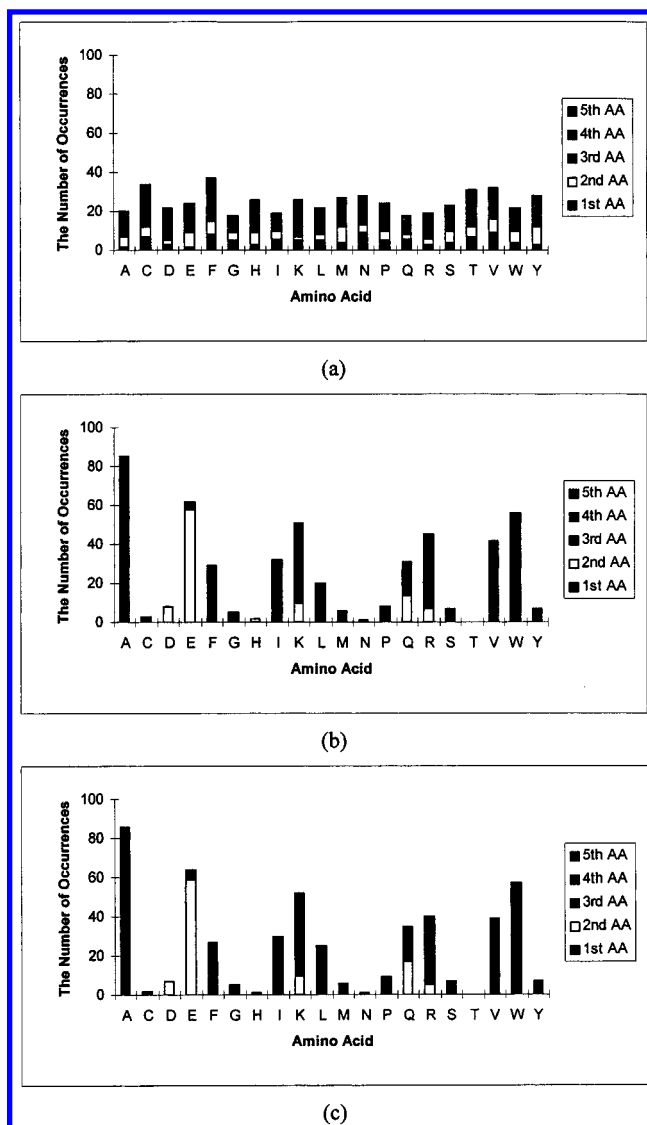 The Number of Occurrences
100
80
60
40
20
0
A C D E F G H I K L M N P Q R S T V W Y
Amino Acid
5th AA
4th AA
3rd AA
2nd AA
1st AA
(a)
The Number of Occurrences
100
80
60
40
20
0
A C D E F G H I K L M N P Q R S T V W Y
Amino Acid
5th AA
4th AA
3rd AA
2nd AA
1st AA
(b)
The Number of Occurrences
100
80
60
40
20
0
A C D E F G H I K L M N P Q R S T V W Y
Amino Acid
5th AA
4th AA
3rd AA
2nd AA
1st AA
(c)